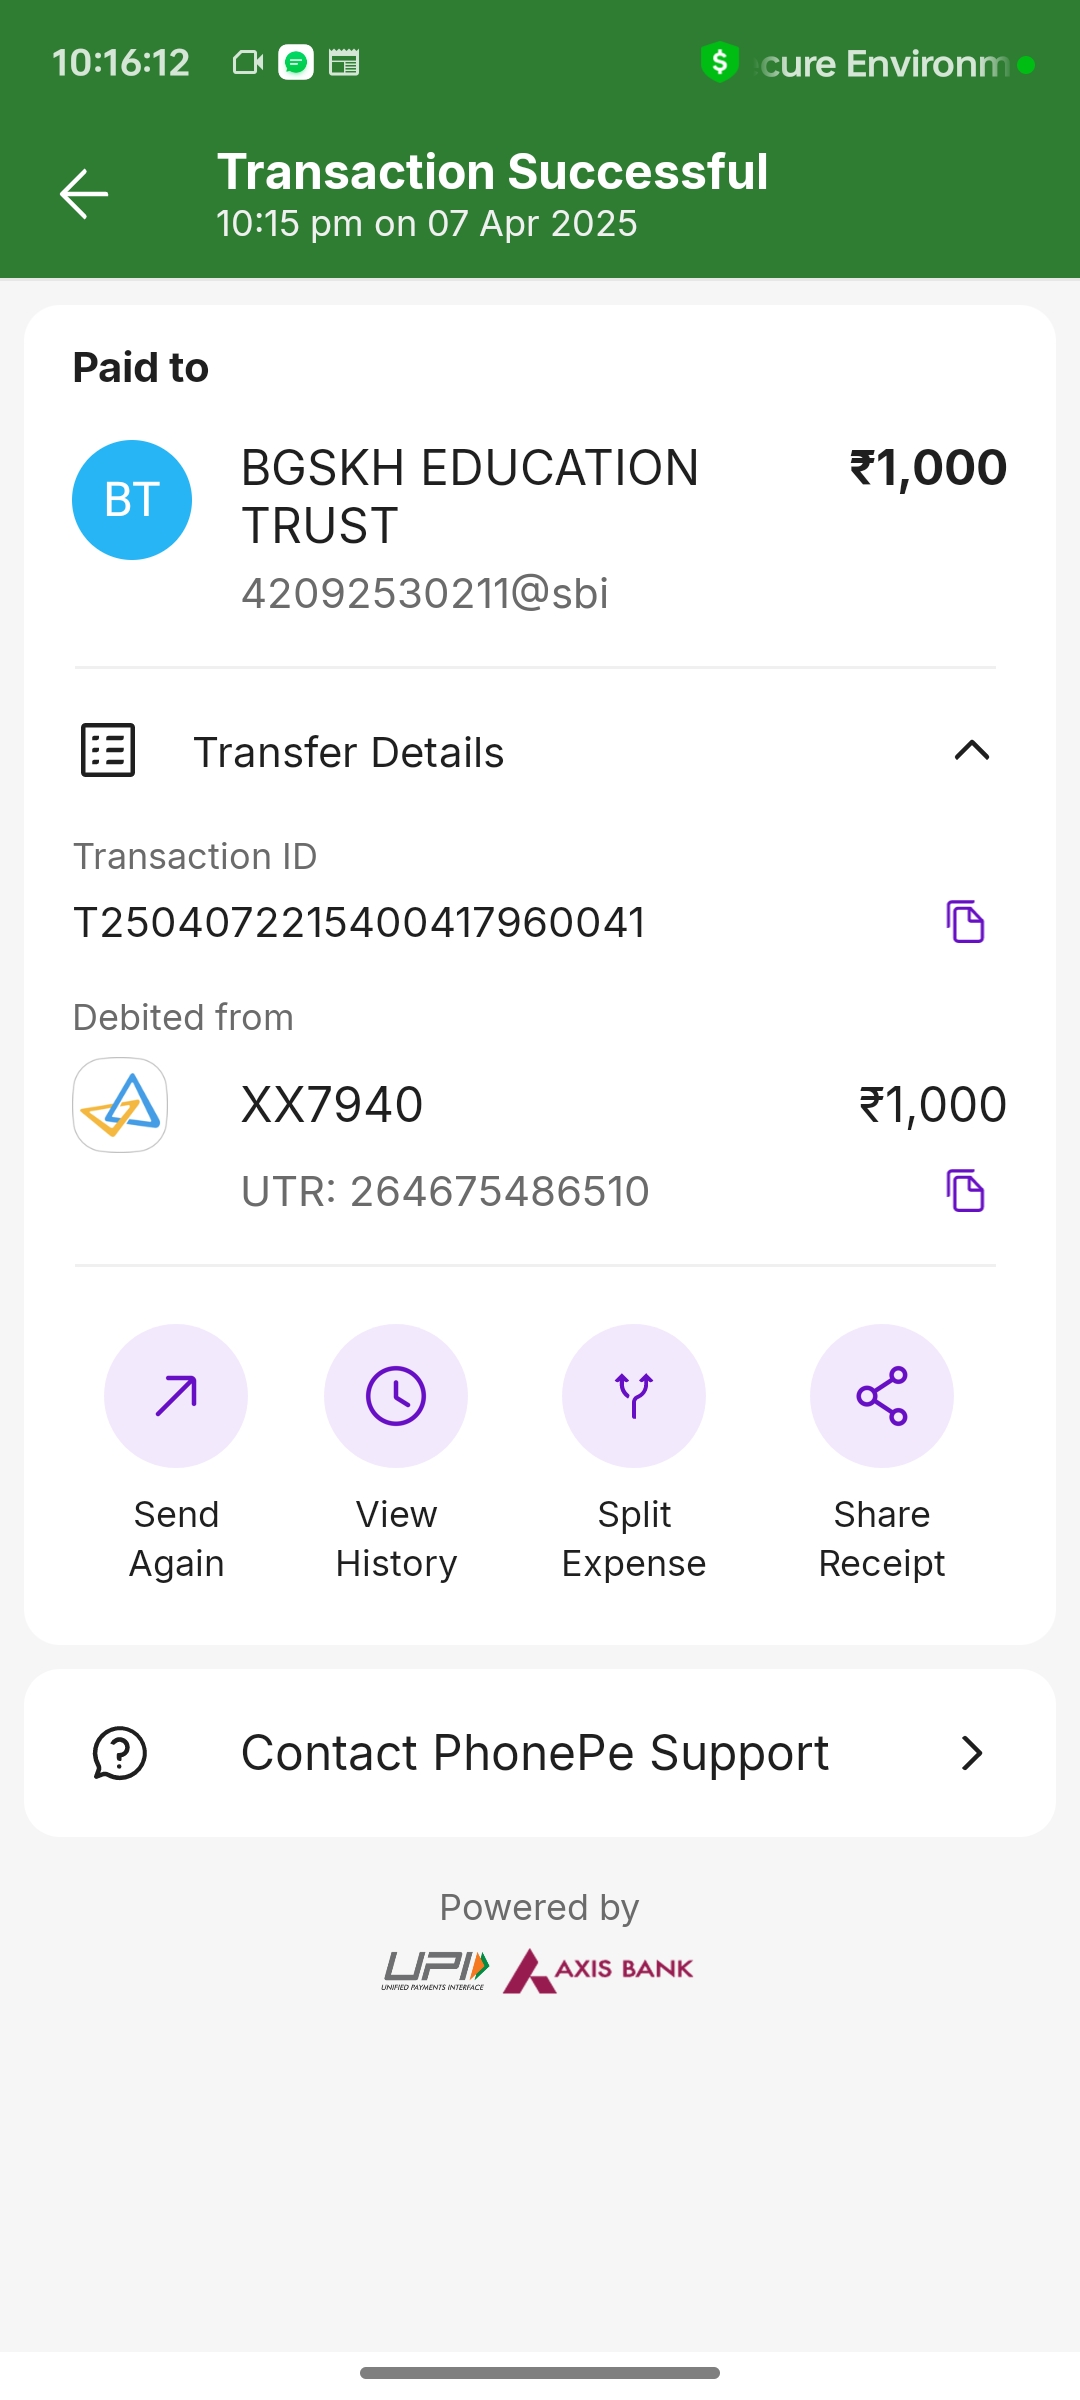 10:16:12
cure Environm
Transaction Successful
10:15 pm on 07 Apr 2025
Paid to
BT
BGSKH EDUCATION
TRUST
₹1,000
42092530211@sbi
Transfer Details
Transaction ID
T2504072215400417960041
Debited from
XX7940
₹1,000
UTR: 264675486510
Send
Again
View
History
Split
Expense
Share
Receipt
Contact PhonePe Support
Powered by
UPI
UNIFIED PAYMENTS INTERFACE
AXIS BANK